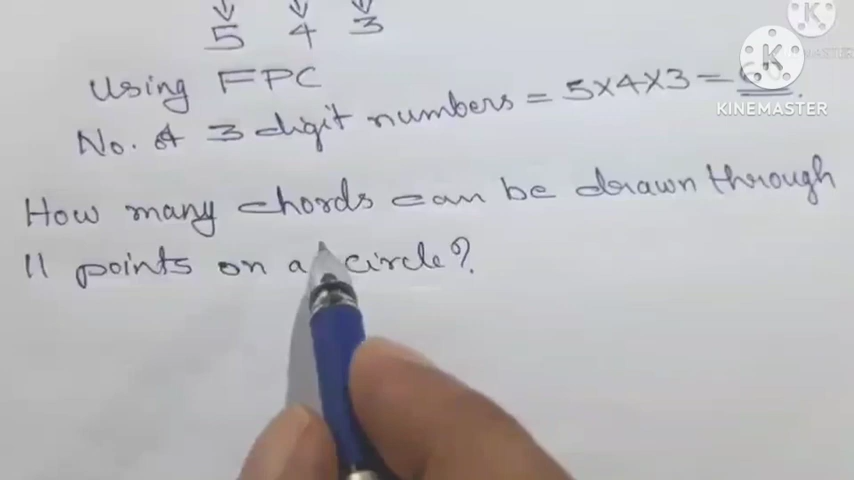 5 4 3
Using FPC
No. of 3 digit numbers = 5×4×3 =
How many chords can be drawn through
11 points on a circle?
KINEMASTER